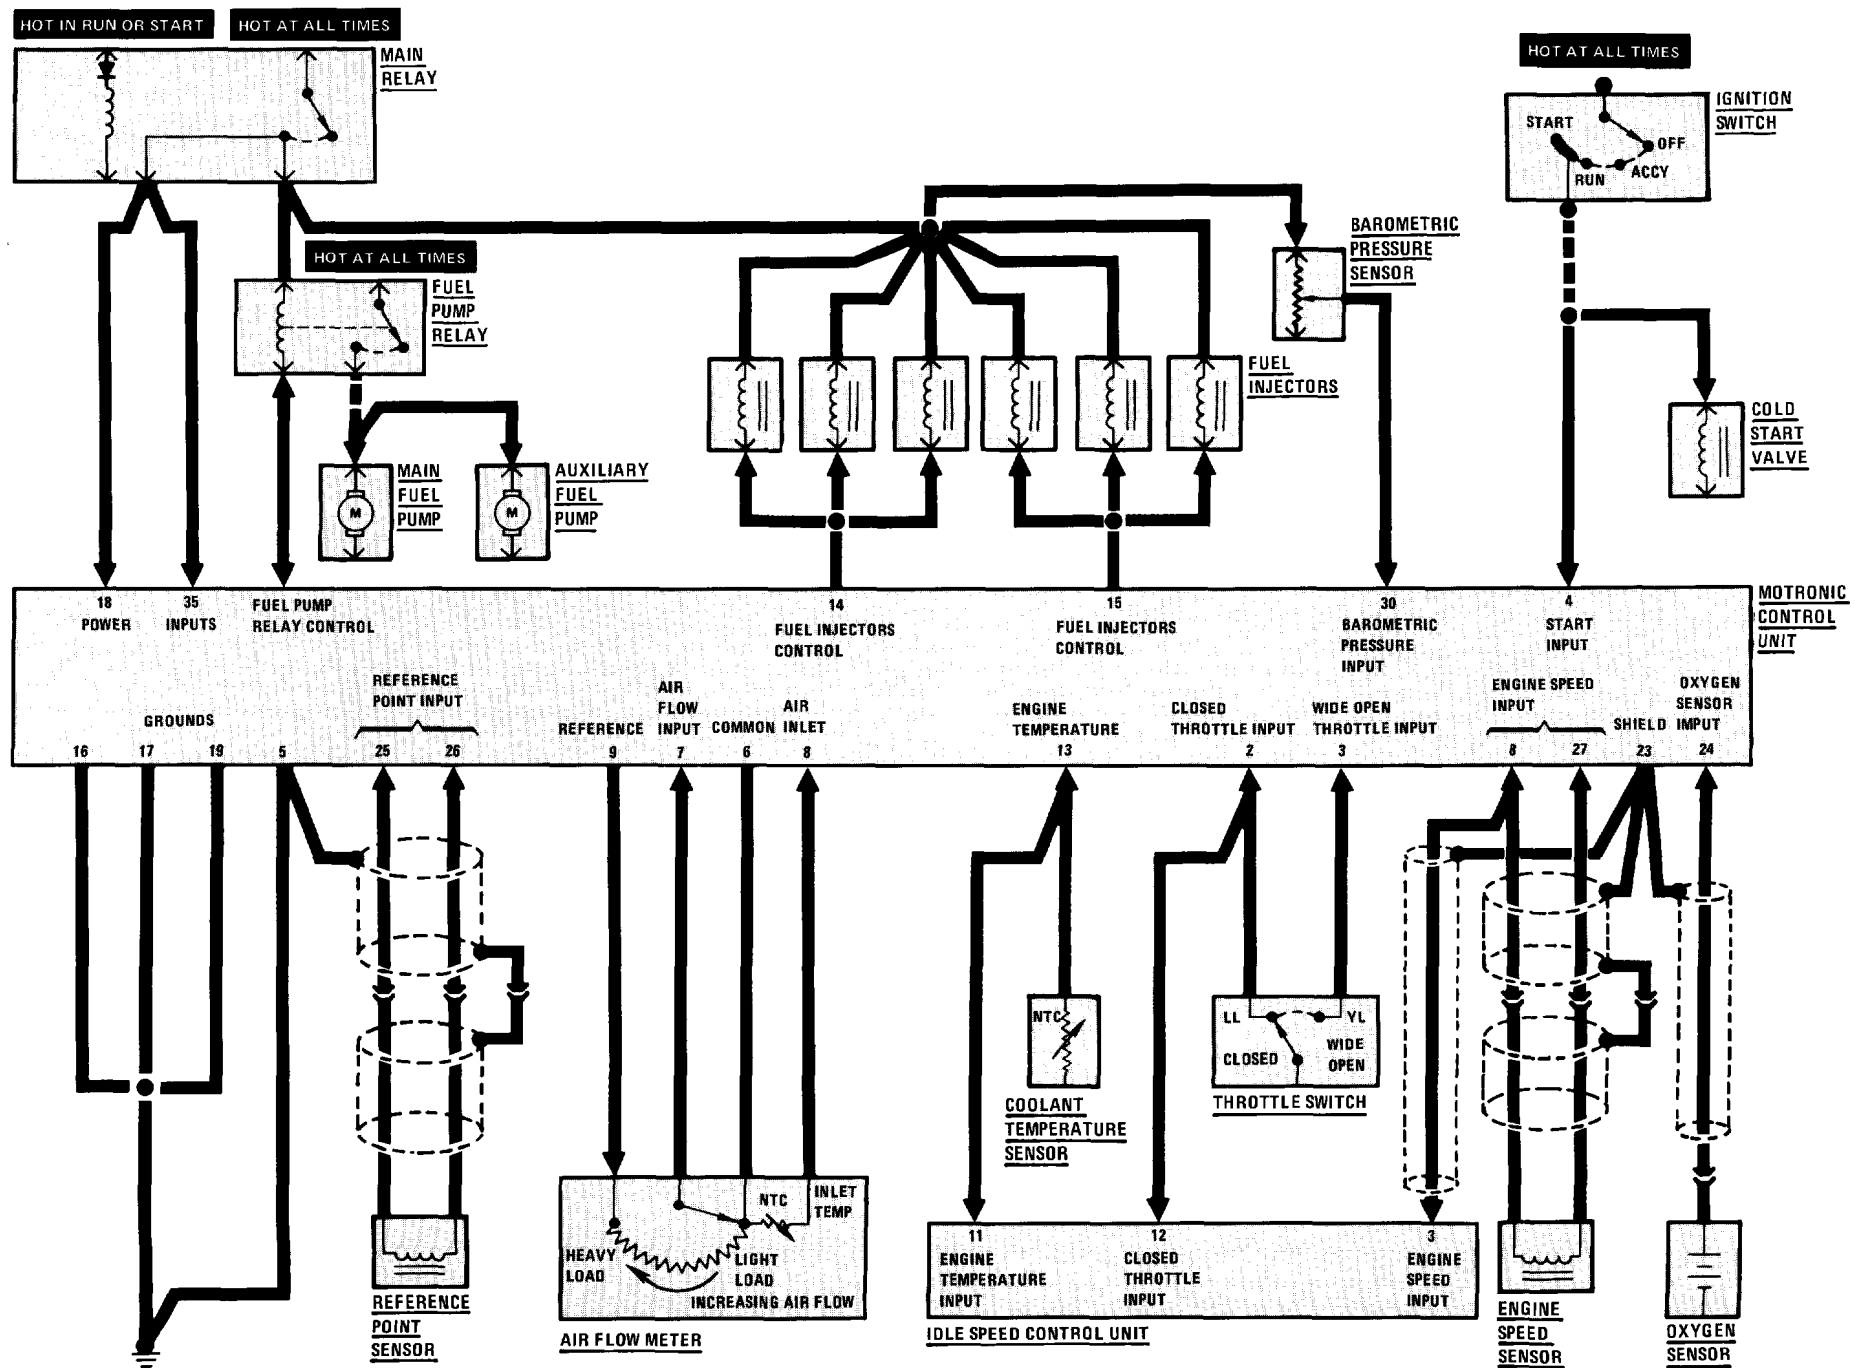 HOT IN RUN OR START
HOT AT ALL TIMES
MAIN
RELAY
HOT AT ALL TIMES
IGNITION
SWITCH
START
OFF
ACCY
RUN
HOT AT ALL TIMES
FUEL
PUMP
RELAY
BAROMETRIC
PRESSURE
SENSOR
FUEL
INJECTORS
COLD
START
VALVE
MAIN
FUEL
PUMP
M
AUXILIARY
FUEL
PUMP
M
MOTRONIC
CONTROL
UNIT
18
POWER
35
INPUTS
FUEL PUMP
RELAY CONTROL
14
FUEL INJECTORS
CONTROL
15
FUEL INJECTORS
CONTROL
30
BAROMETRIC
PRESSURE
INPUT
4
START
INPUT
GROUNDS
16 17 19 5
REFERENCE
POINT INPUT
25 26
REFERENCE
9
AIR
FLOW
INPUT
7
COMMON
6
AIR
INLET
8
ENGINE
TEMPERATURE
13
CLOSED
THROTTLE INPUT
2
WIDE OPEN
THROTTLE INPUT
3
ENGINE SPEED
INPUT
8 27
SHIELD
23
OXYGEN
SENSOR
IMPUT
24
NTC
COOLANT
TEMPERATURE
SENSOR
LL
YL
CLOSED
WIDE
OPEN
THROTTLE SWITCH
REFERENCE
POINT
SENSOR
NTC
INLET
TEMP
HEAVY
LOAD
LIGHT
LOAD
INCREASING AIR FLOW
AIR FLOW METER
11
ENGINE
TEMPERATURE
INPUT
12
CLOSED
THROTTLE
INPUT
3
ENGINE
SPEED
INPUT
IDLE SPEED CONTROL UNIT
ENGINE
SPEED
SENSOR
OXYGEN
SENSOR